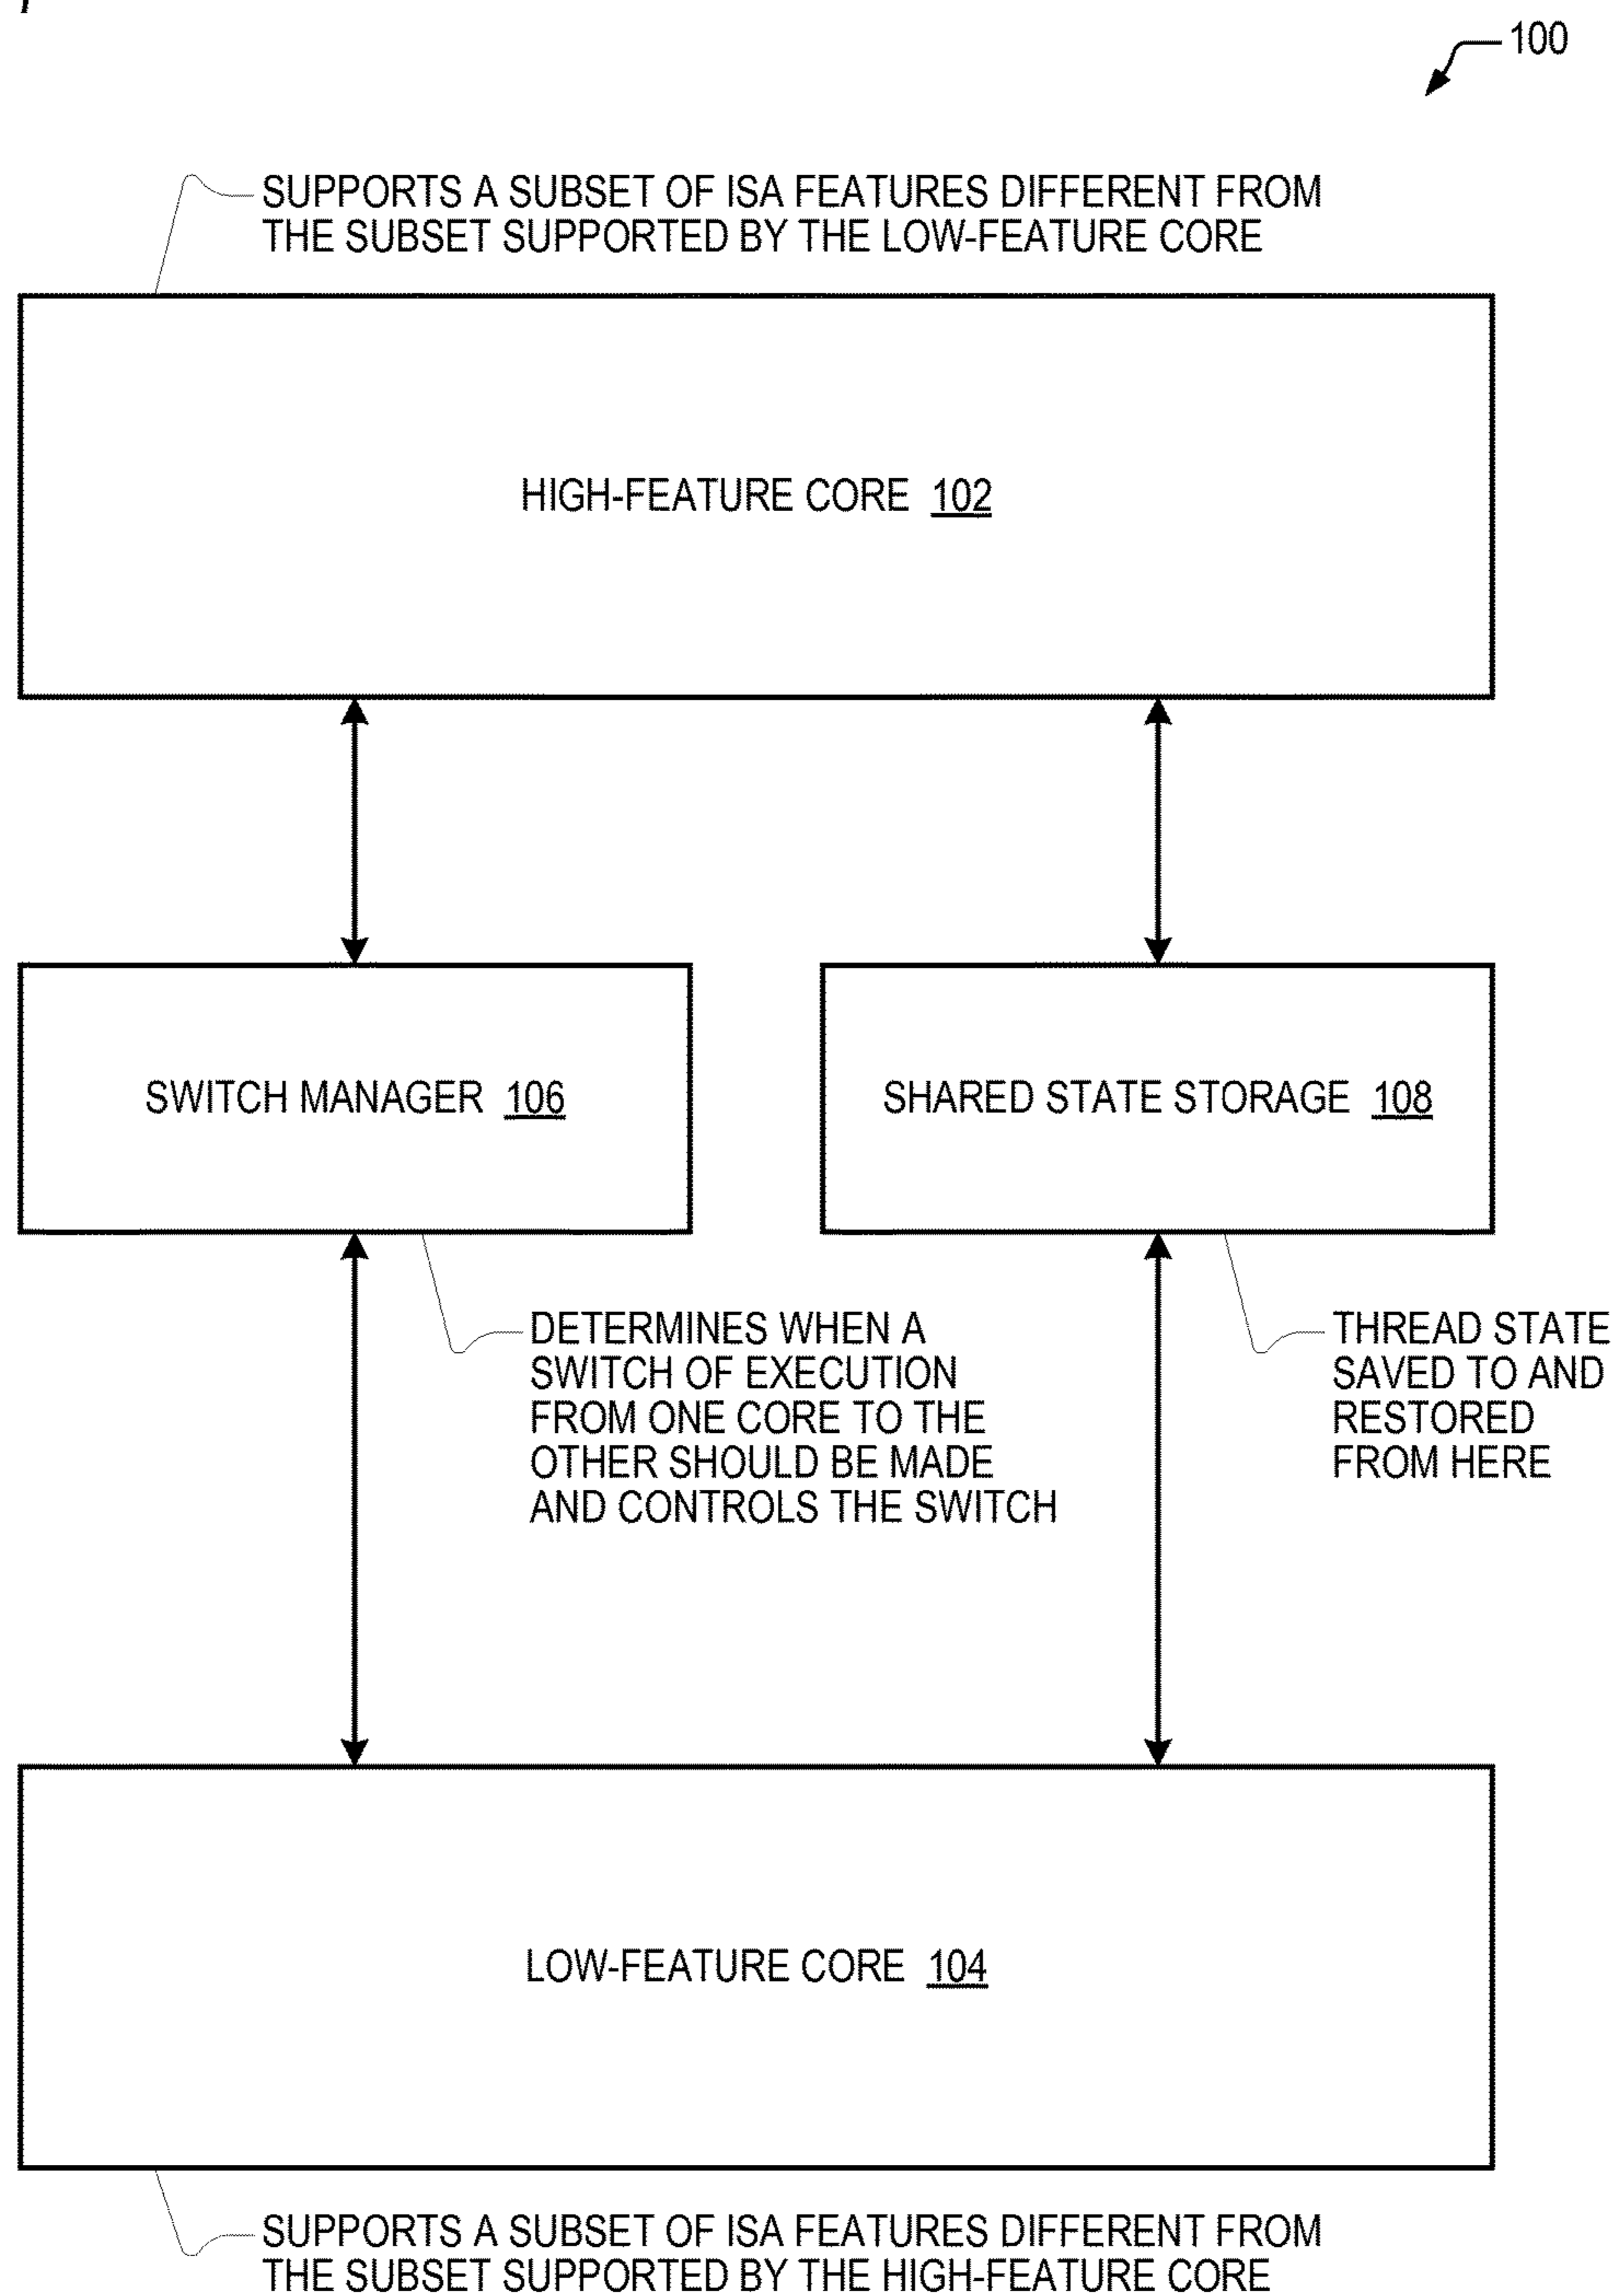 100
SUPPORTS A SUBSET OF ISA FEATURES DIFFERENT FROM
THE SUBSET SUPPORTED BY THE LOW-FEATURE CORE
HIGH-FEATURE CORE 102
SWITCH MANAGER 106
SHARED STATE STORAGE 108
DETERMINES WHEN A
SWITCH OF EXECUTION
FROM ONE CORE TO THE
OTHER SHOULD BE MADE
AND CONTROLS THE SWITCH
THREAD STATE
SAVED TO AND
RESTORED
FROM HERE
LOW-FEATURE CORE 104
SUPPORTS A SUBSET OF ISA FEATURES DIFFERENT FROM
THE SUBSET SUPPORTED BY THE HIGH-FEATURE CORE